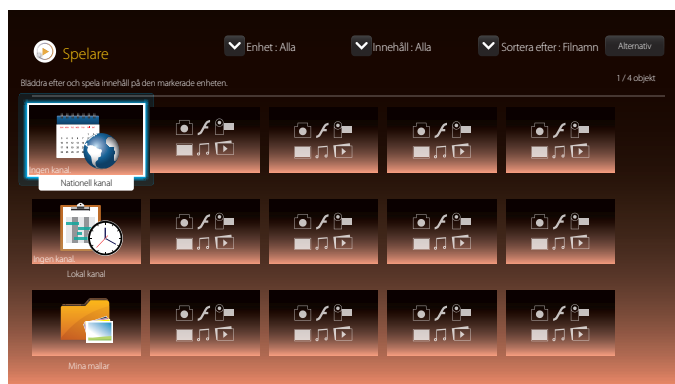 Spelare
Enhet : Alla
Innehåll : Alla
Sortera efter : Filnamn
Alternativ
Bläddra efter och spela innehåll på den markerade enheten.
1 / 4 objekt
Ingen kanal.
Nationell kanal
Ingen kanal.
Lokal kanal
Mina mallar